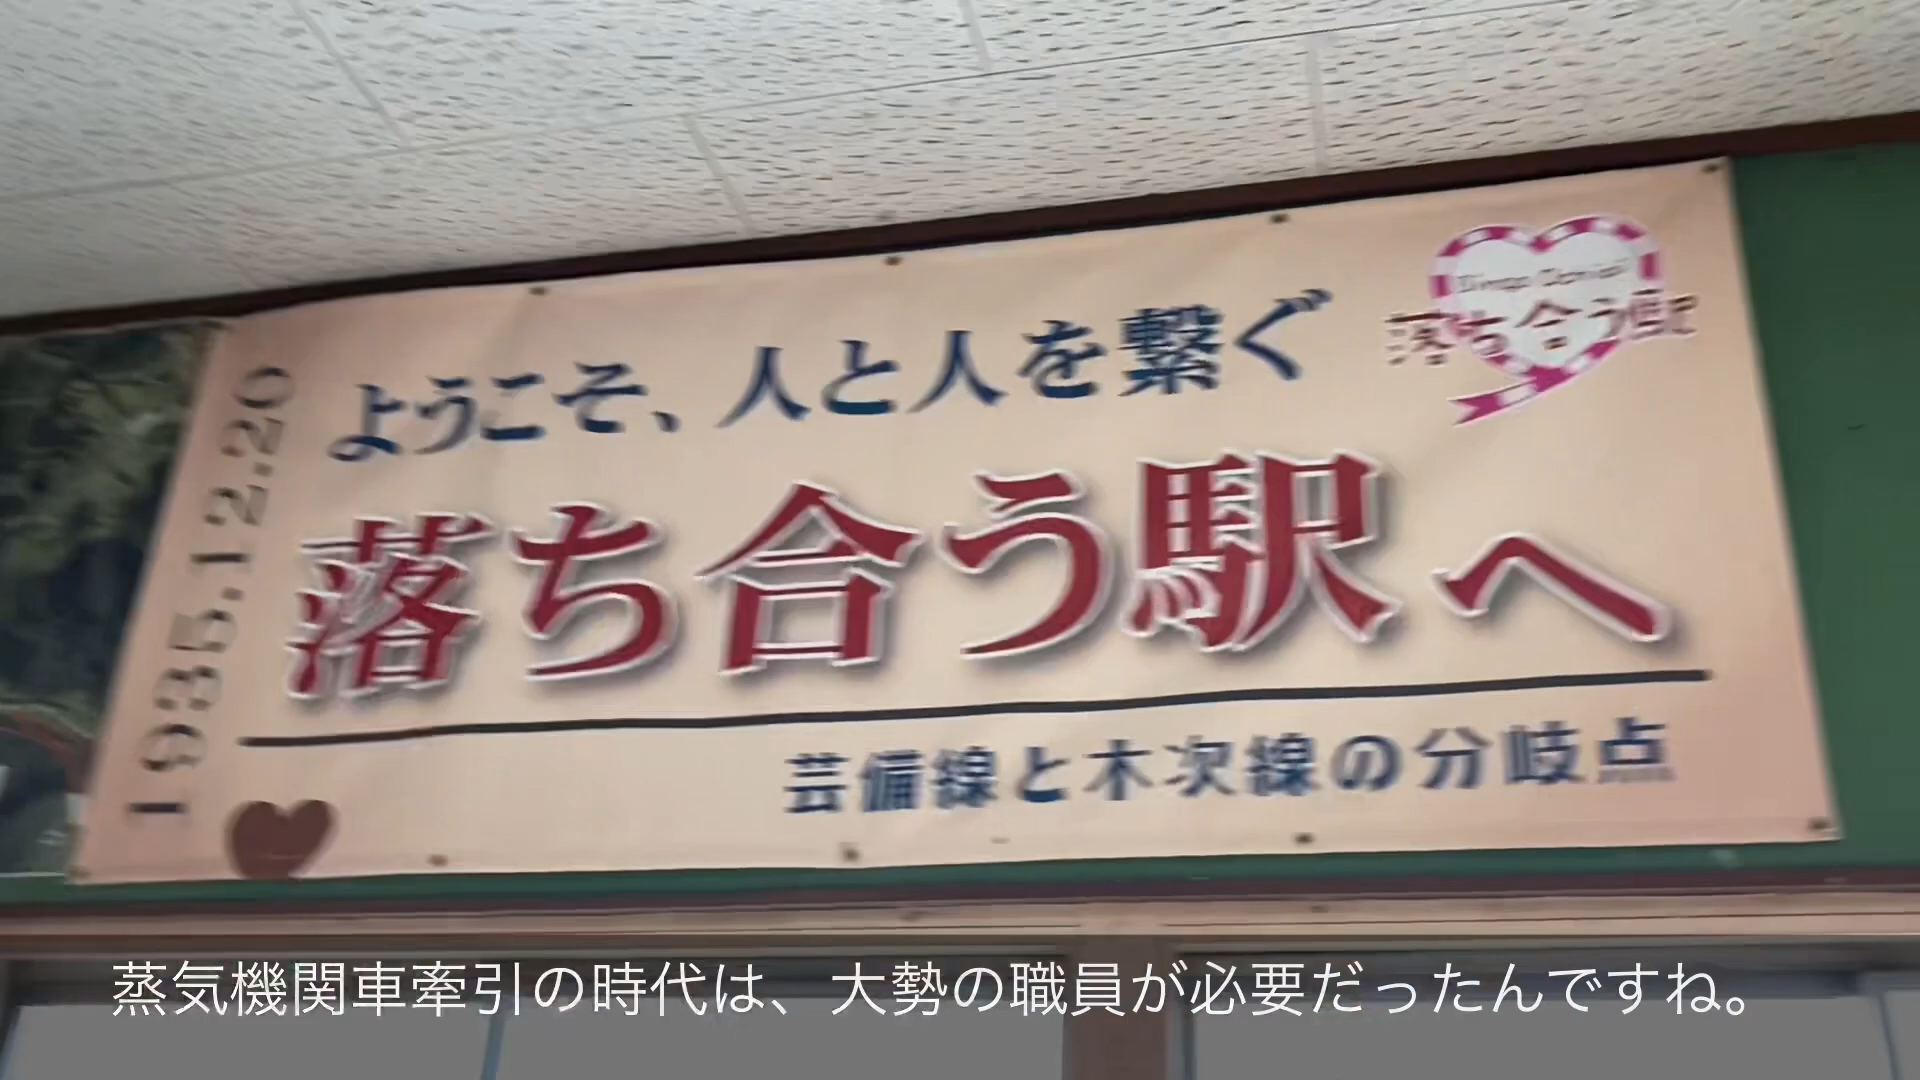 1935.12.20
ようこそ、人と人を繋ぐ
落ち合う駅
落ち合う駅へ
芸備線と木次線の分岐点
蒸気機関車牽引の時代は、大勢の職員が必要だったんですね。